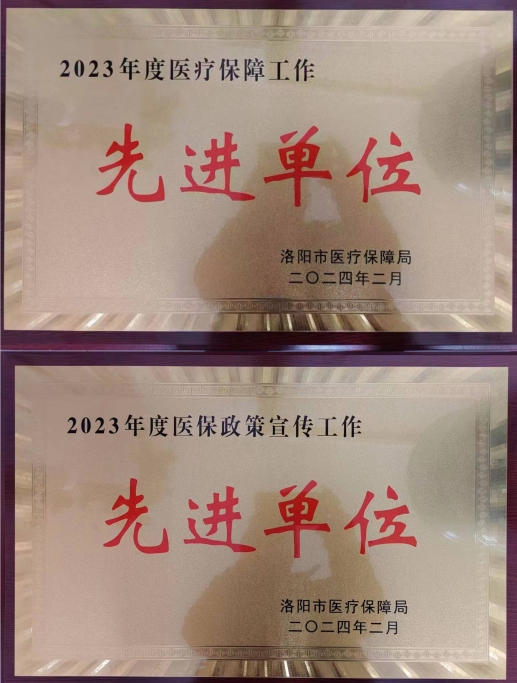 2023年度医疗保障工作
先进单位
洛阳市医疗保障局
二〇二四年二月
2023年度医保政策宣传工作
先进单位
洛阳市医疗保障局
二〇二四年二月